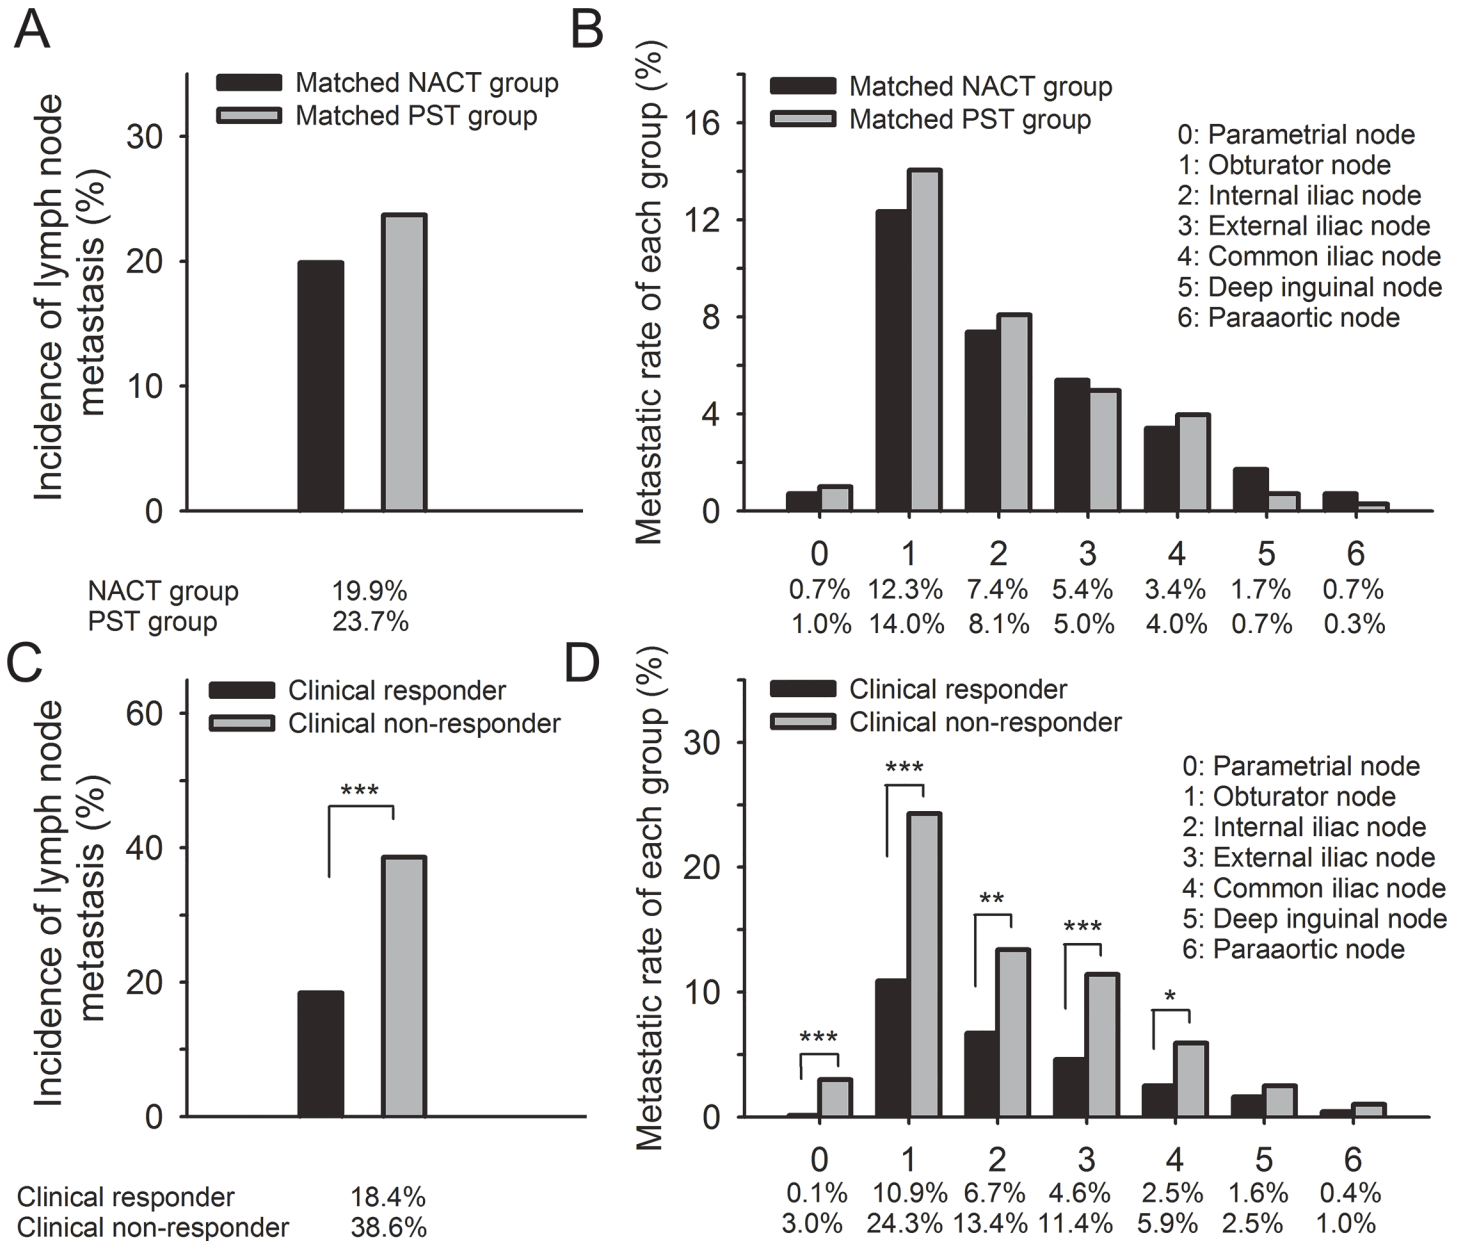 A
Incidence of lymph node
metastasis (%)
Matched NACT group
Matched PST group
30
20
10
0
NACT group 19.9%
PST group 23.7%
B
Metastatic rate of each group (%)
Matched NACT group
Matched PST group
16
12
8
4
0
0: Parametrial node
1: Obturator node
2: Internal iliac node
3: External iliac node
4: Common iliac node
5: Deep inguinal node
6: Paraaortic node
0 1 2 3 4 5 6
0.7% 12.3% 7.4% 5.4% 3.4% 1.7% 0.7%
1.0% 14.0% 8.1% 5.0% 4.0% 0.7% 0.3%
C
Incidence of lymph node
metastasis (%)
Clinical responder
Clinical non-responder
60
40
20
0
***
Clinical responder 18.4%
Clinical non-responder 38.6%
D
Metastatic rate of each group (%)
Clinical responder
Clinical non-responder
30
20
10
0
*** *** ** *** *
0: Parametrial node
1: Obturator node
2: Internal iliac node
3: External iliac node
4: Common iliac node
5: Deep inguinal node
6: Paraaortic node
0 1 2 3 4 5 6
0.1% 10.9% 6.7% 4.6% 2.5% 1.6% 0.4%
3.0% 24.3% 13.4% 11.4% 5.9% 2.5% 1.0%